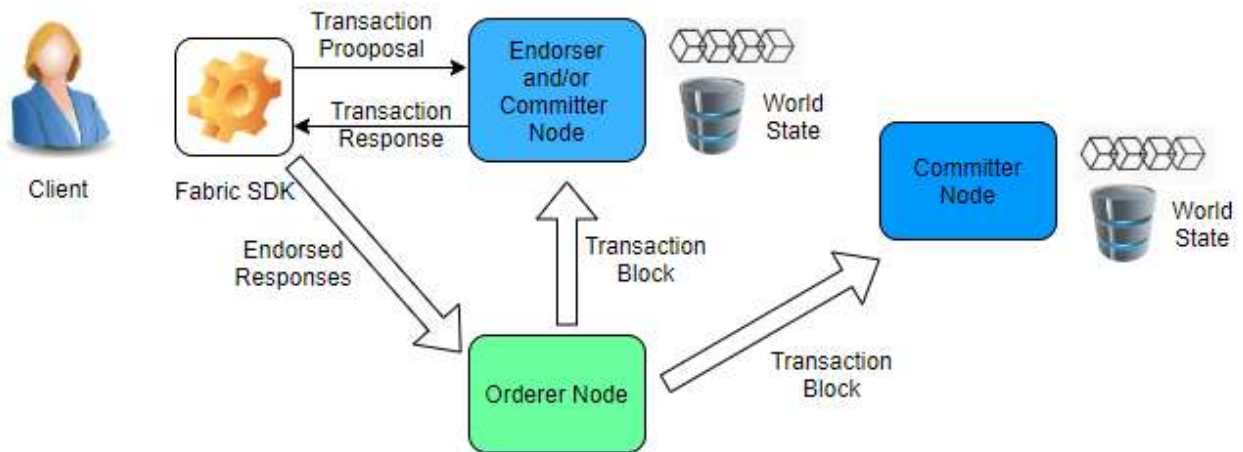 Transaction
Prooposal
Transaction
Response
Endorser
and/or
Committer
Node
World
State
Client
Fabric SDK
Committer
Node
World
State
Endorsed
Responses
Transaction
Block
Orderer Node
Transaction
Block